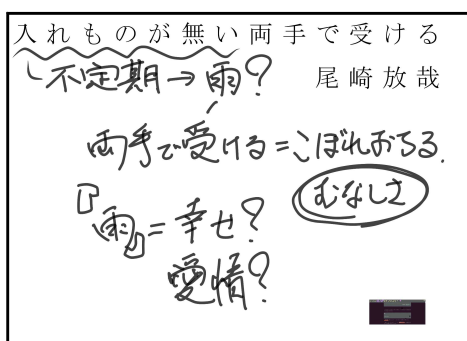 入れものが無い両手で受ける
尾崎放哉
不定期→雨?
両手で受ける=こぼれおちる.
むなしさ
『雨』=幸せ?
愛情?